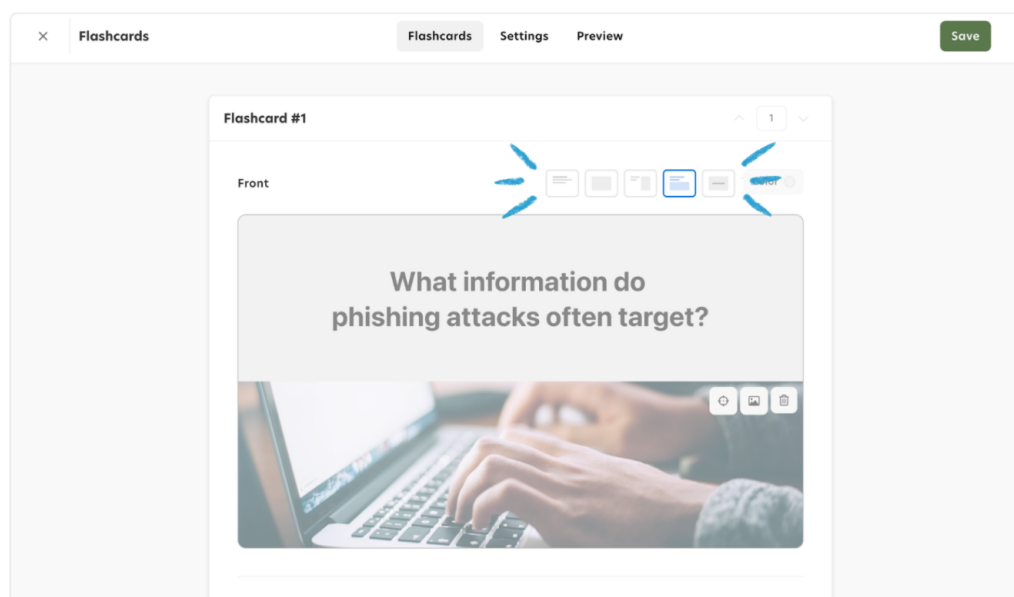 Flashcards
Flashcards Settings Preview
Save
Flashcard #1
1
Front
What information do
phishing attacks often target?